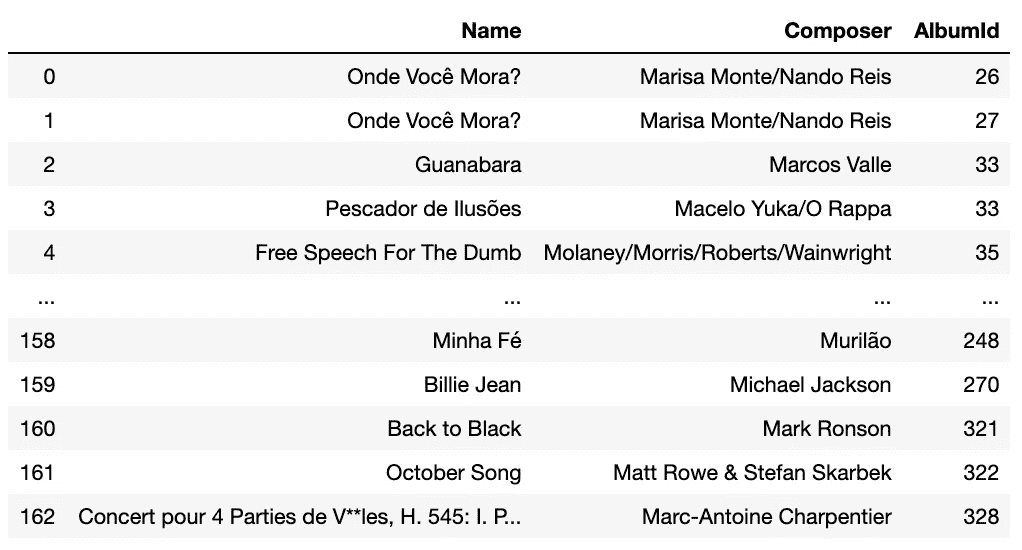 Name Composer AlbumId
0 Onde Você Mora? Marisa Monte/Nando Reis 26
1 Onde Você Mora? Marisa Monte/Nando Reis 27
2 Guanabara Marcos Valle 33
3 Pescador de Ilusões Macelo Yuka/O Rappa 33
4 Free Speech For The Dumb Molaney/Morris/Roberts/Wainwright 35
... ... ... ...
158 Minha Fé Murilão 248
159 Billie Jean Michael Jackson 270
160 Back to Black Mark Ronson 321
161 October Song Matt Rowe & Stefan Skarbek 322
162 Concert pour 4 Parties de V**les, H. 545: I. P... Marc-Antoine Charpentier 328